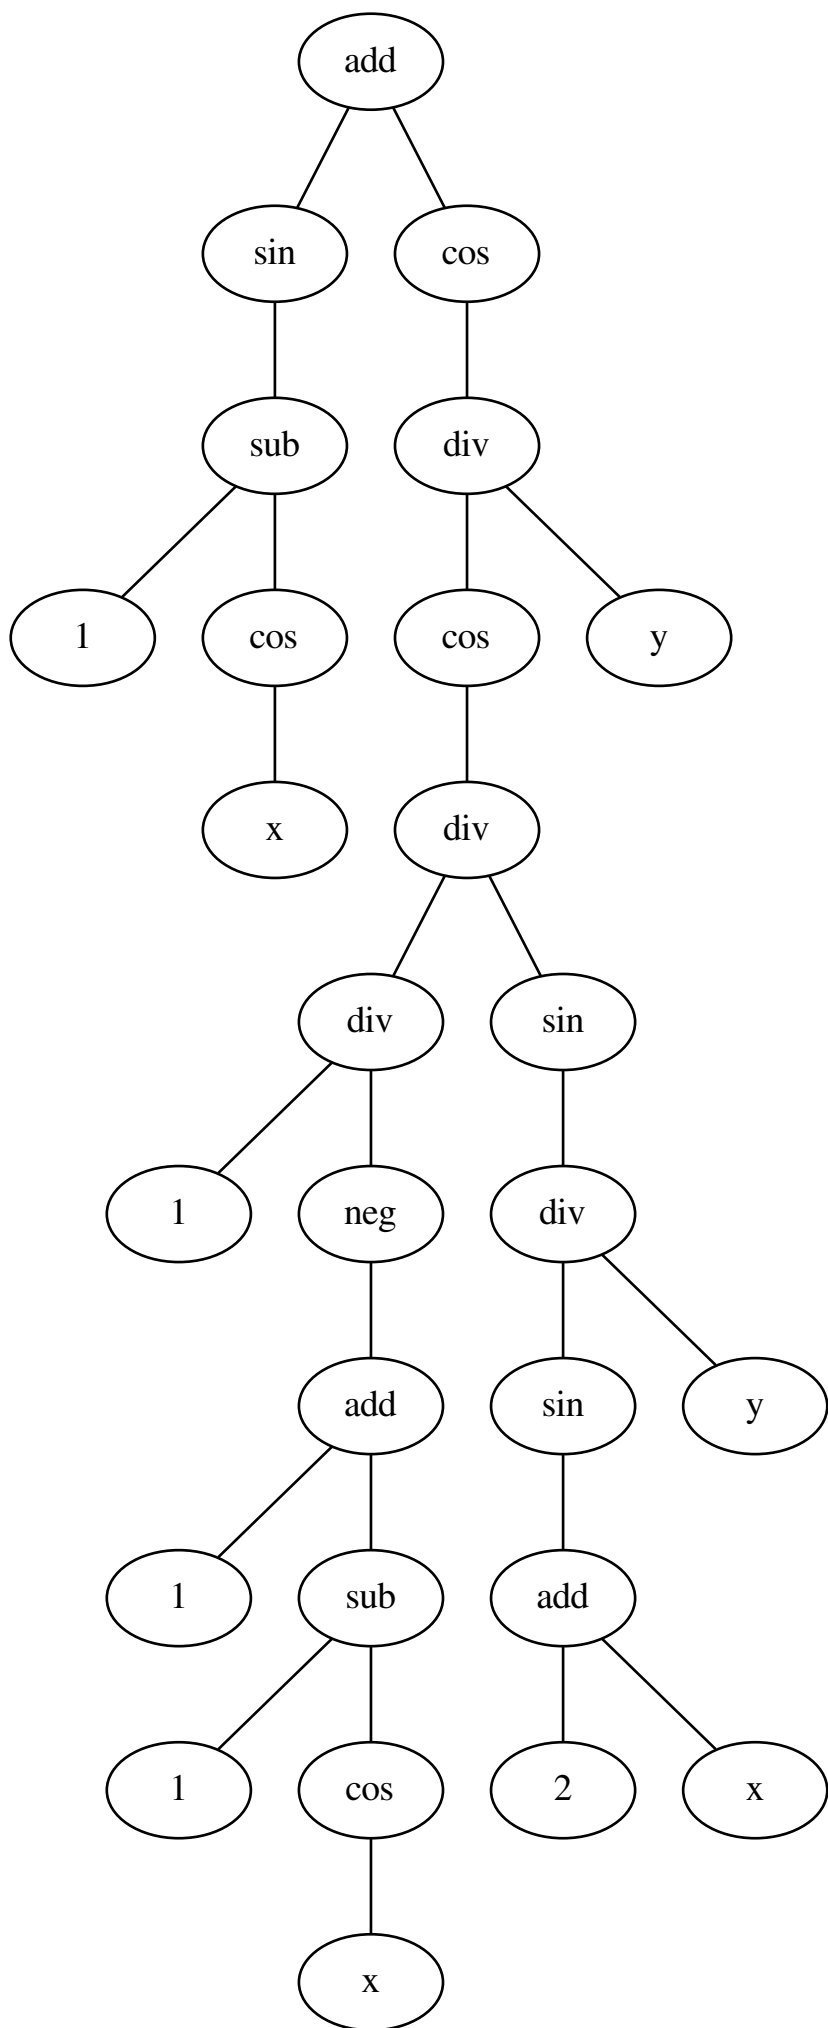 add
sin cos
sub div
1 cos cos y
x div
div sin
1 neg div
add sin y
1 sub add
1 cos 2 x
x